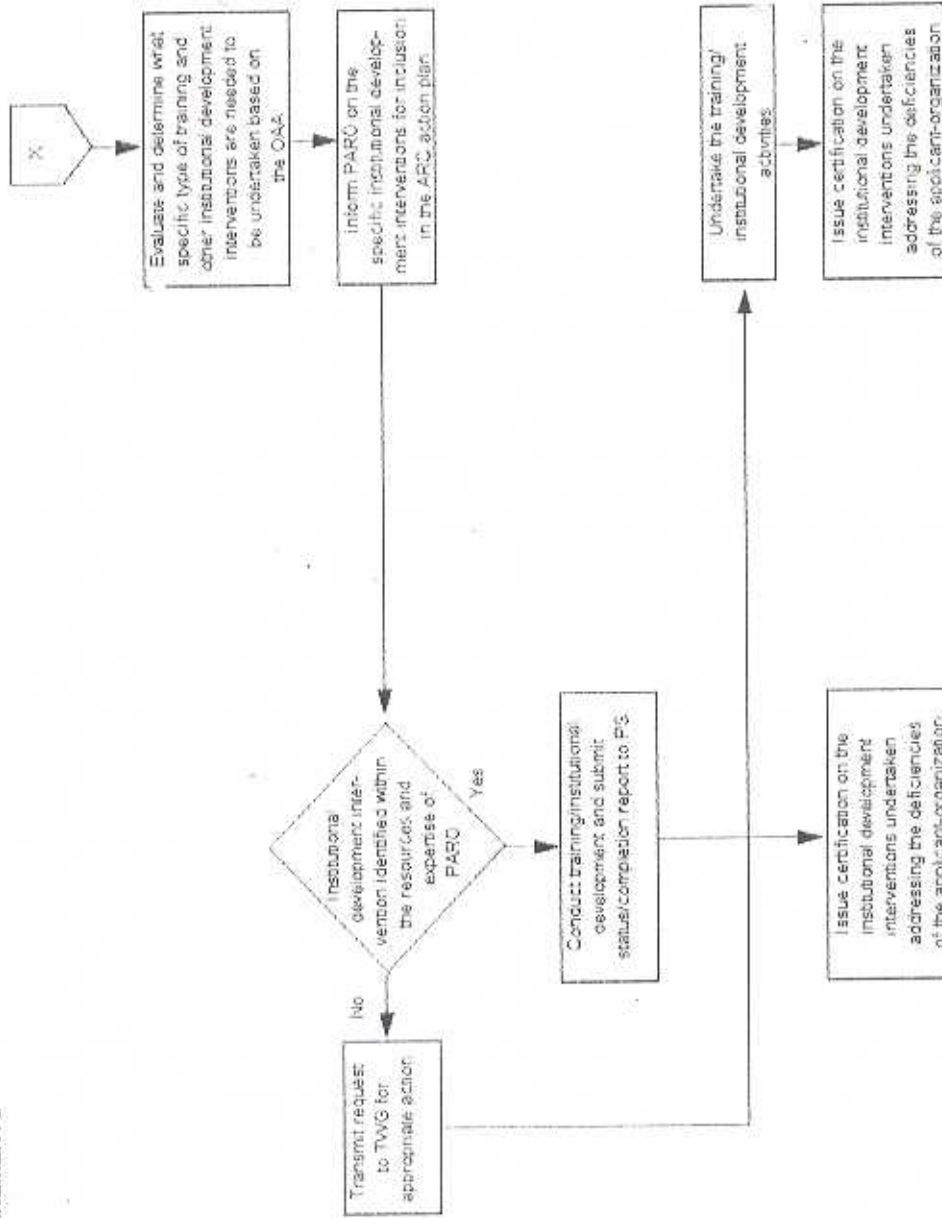 X
Evaluate and determine what
specific type of training and
other institutional development
interventions are needed to
be undertaken based on
the OAA
Inform PARO on the
specific institutional develop-
ment interventions for inclusion
in the ARC action plan
Institutional
development inter-
vention identified within
the resources and
expertise of
PARO
No
Yes
Transmit request
to TWG for
appropriate action
Conduct training/institutional
development and submit
status/completion report to PS
Undertake the training/
institutional development
activities
Issue certification on the
institutional development
interventions undertaken
addressing the deficiencies
of the applicant-organization
Issue certification on the
institutional development
interventions undertaken
addressing the deficiencies
of the applicant-organization